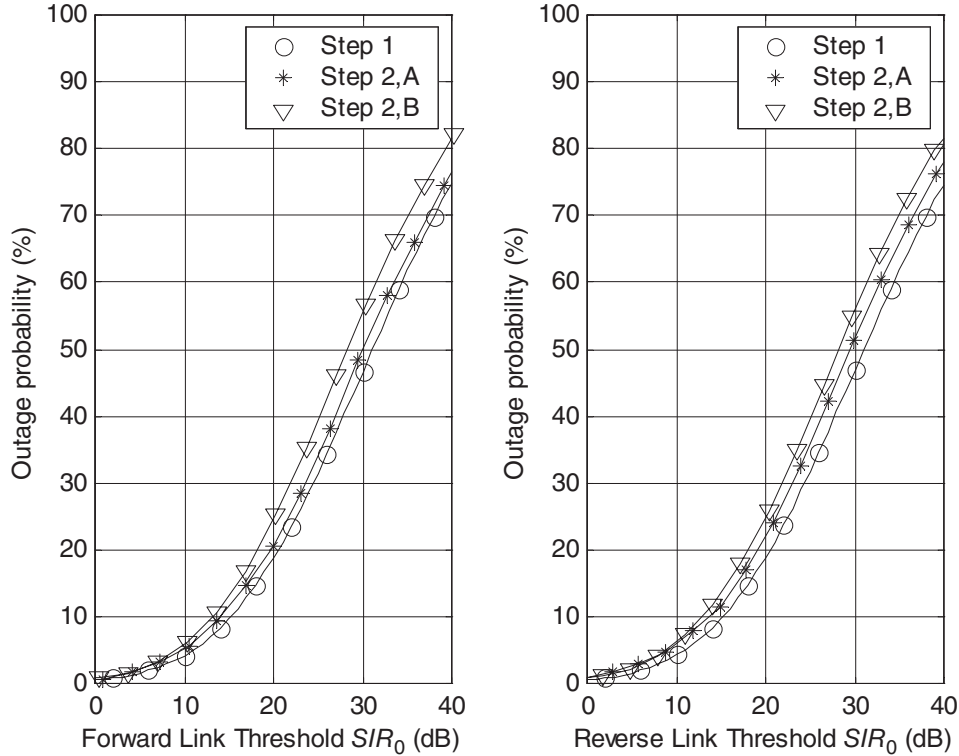 100
90
80
70
60
50
40
30
20
10
0
Outage probability (%)
Step 1
Step 2,A
Step 2,B
0 10 20 30 40
Forward Link Threshold SIR0 (dB)
100
90
80
70
60
50
40
30
20
10
0
Outage probability (%)
Step 1
Step 2,A
Step 2,B
0 10 20 30 40
Reverse Link Threshold SIR0 (dB)